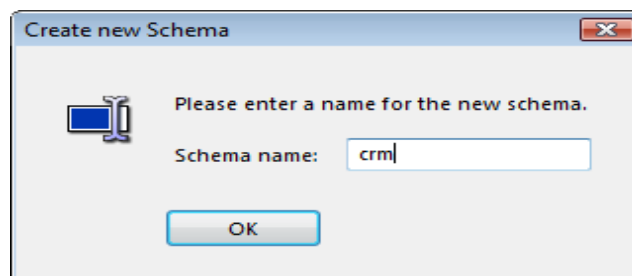 Create new Schema
Please enter a name for the new schema.
Schema name: crm
OK